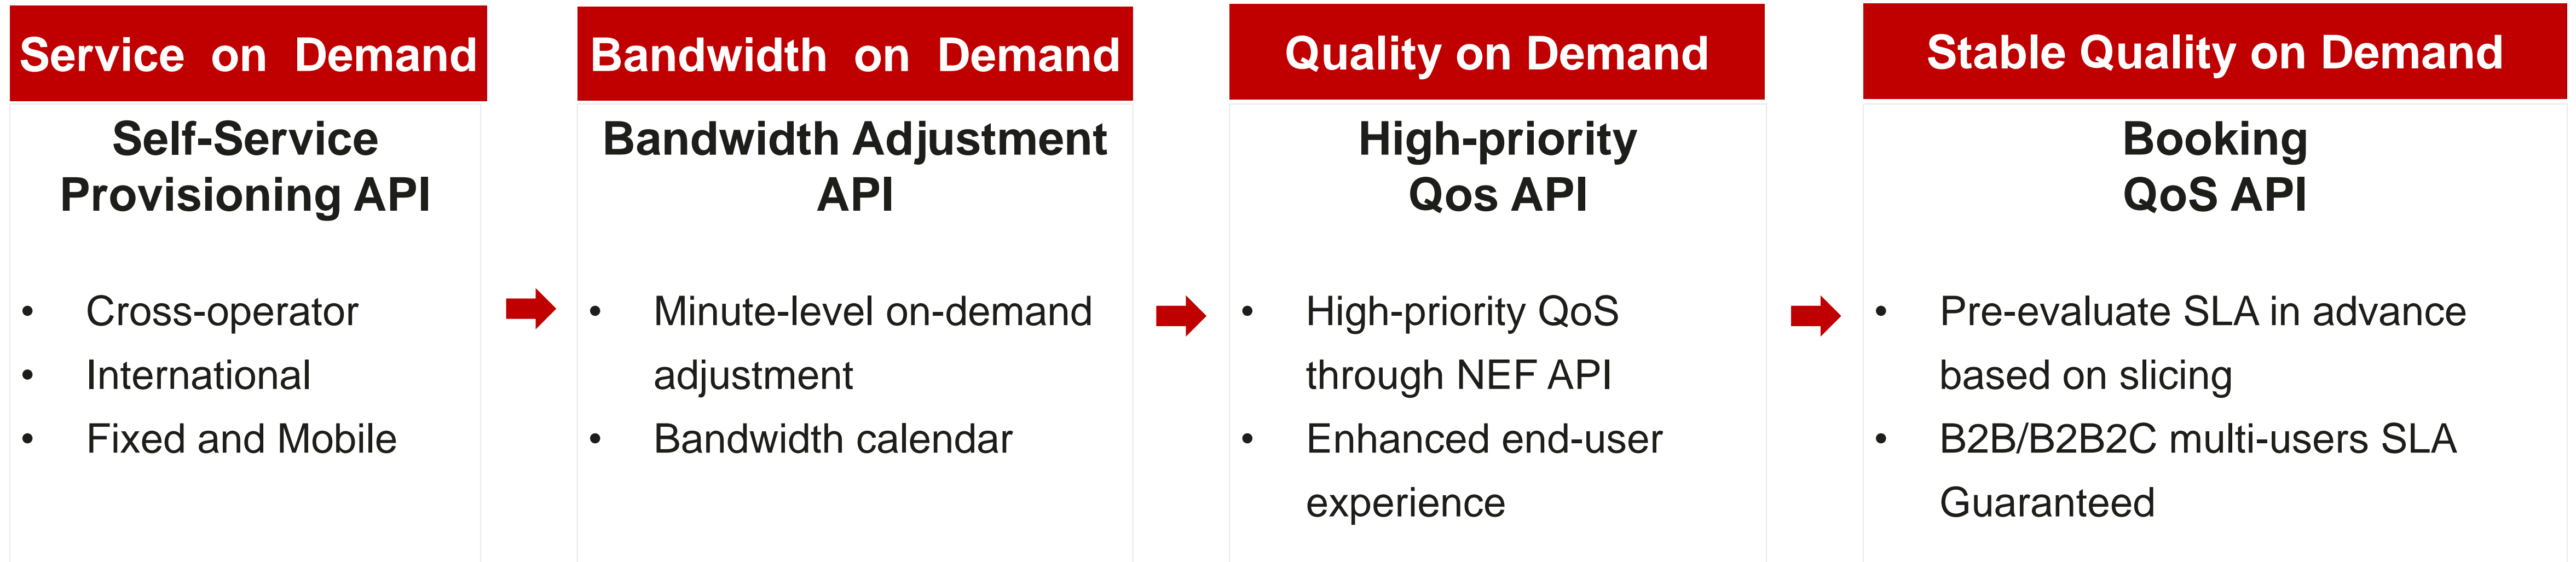 Service on Demand
Self-Service
Provisioning API
• Cross-operator
• International
• Fixed and Mobile
Bandwidth on Demand
Bandwidth Adjustment
API
• Minute-level on-demand
adjustment
• Bandwidth calendar
Quality on Demand
High-priority
Qos API
• High-priority QoS
through NEF API
• Enhanced end-user
experience
Stable Quality on Demand
Booking
QoS API
• Pre-evaluate SLA in advance
based on slicing
• B2B/B2B2C multi-users SLA
Guaranteed